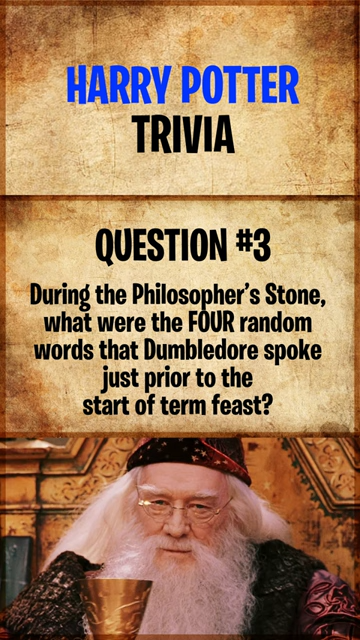 HARRY POTTER
TRIVIA
QUESTION #3
During the Philosopher's Stone,
what were the FOUR random
words that Dumbledore spoke
just prior to the
start of term feast?